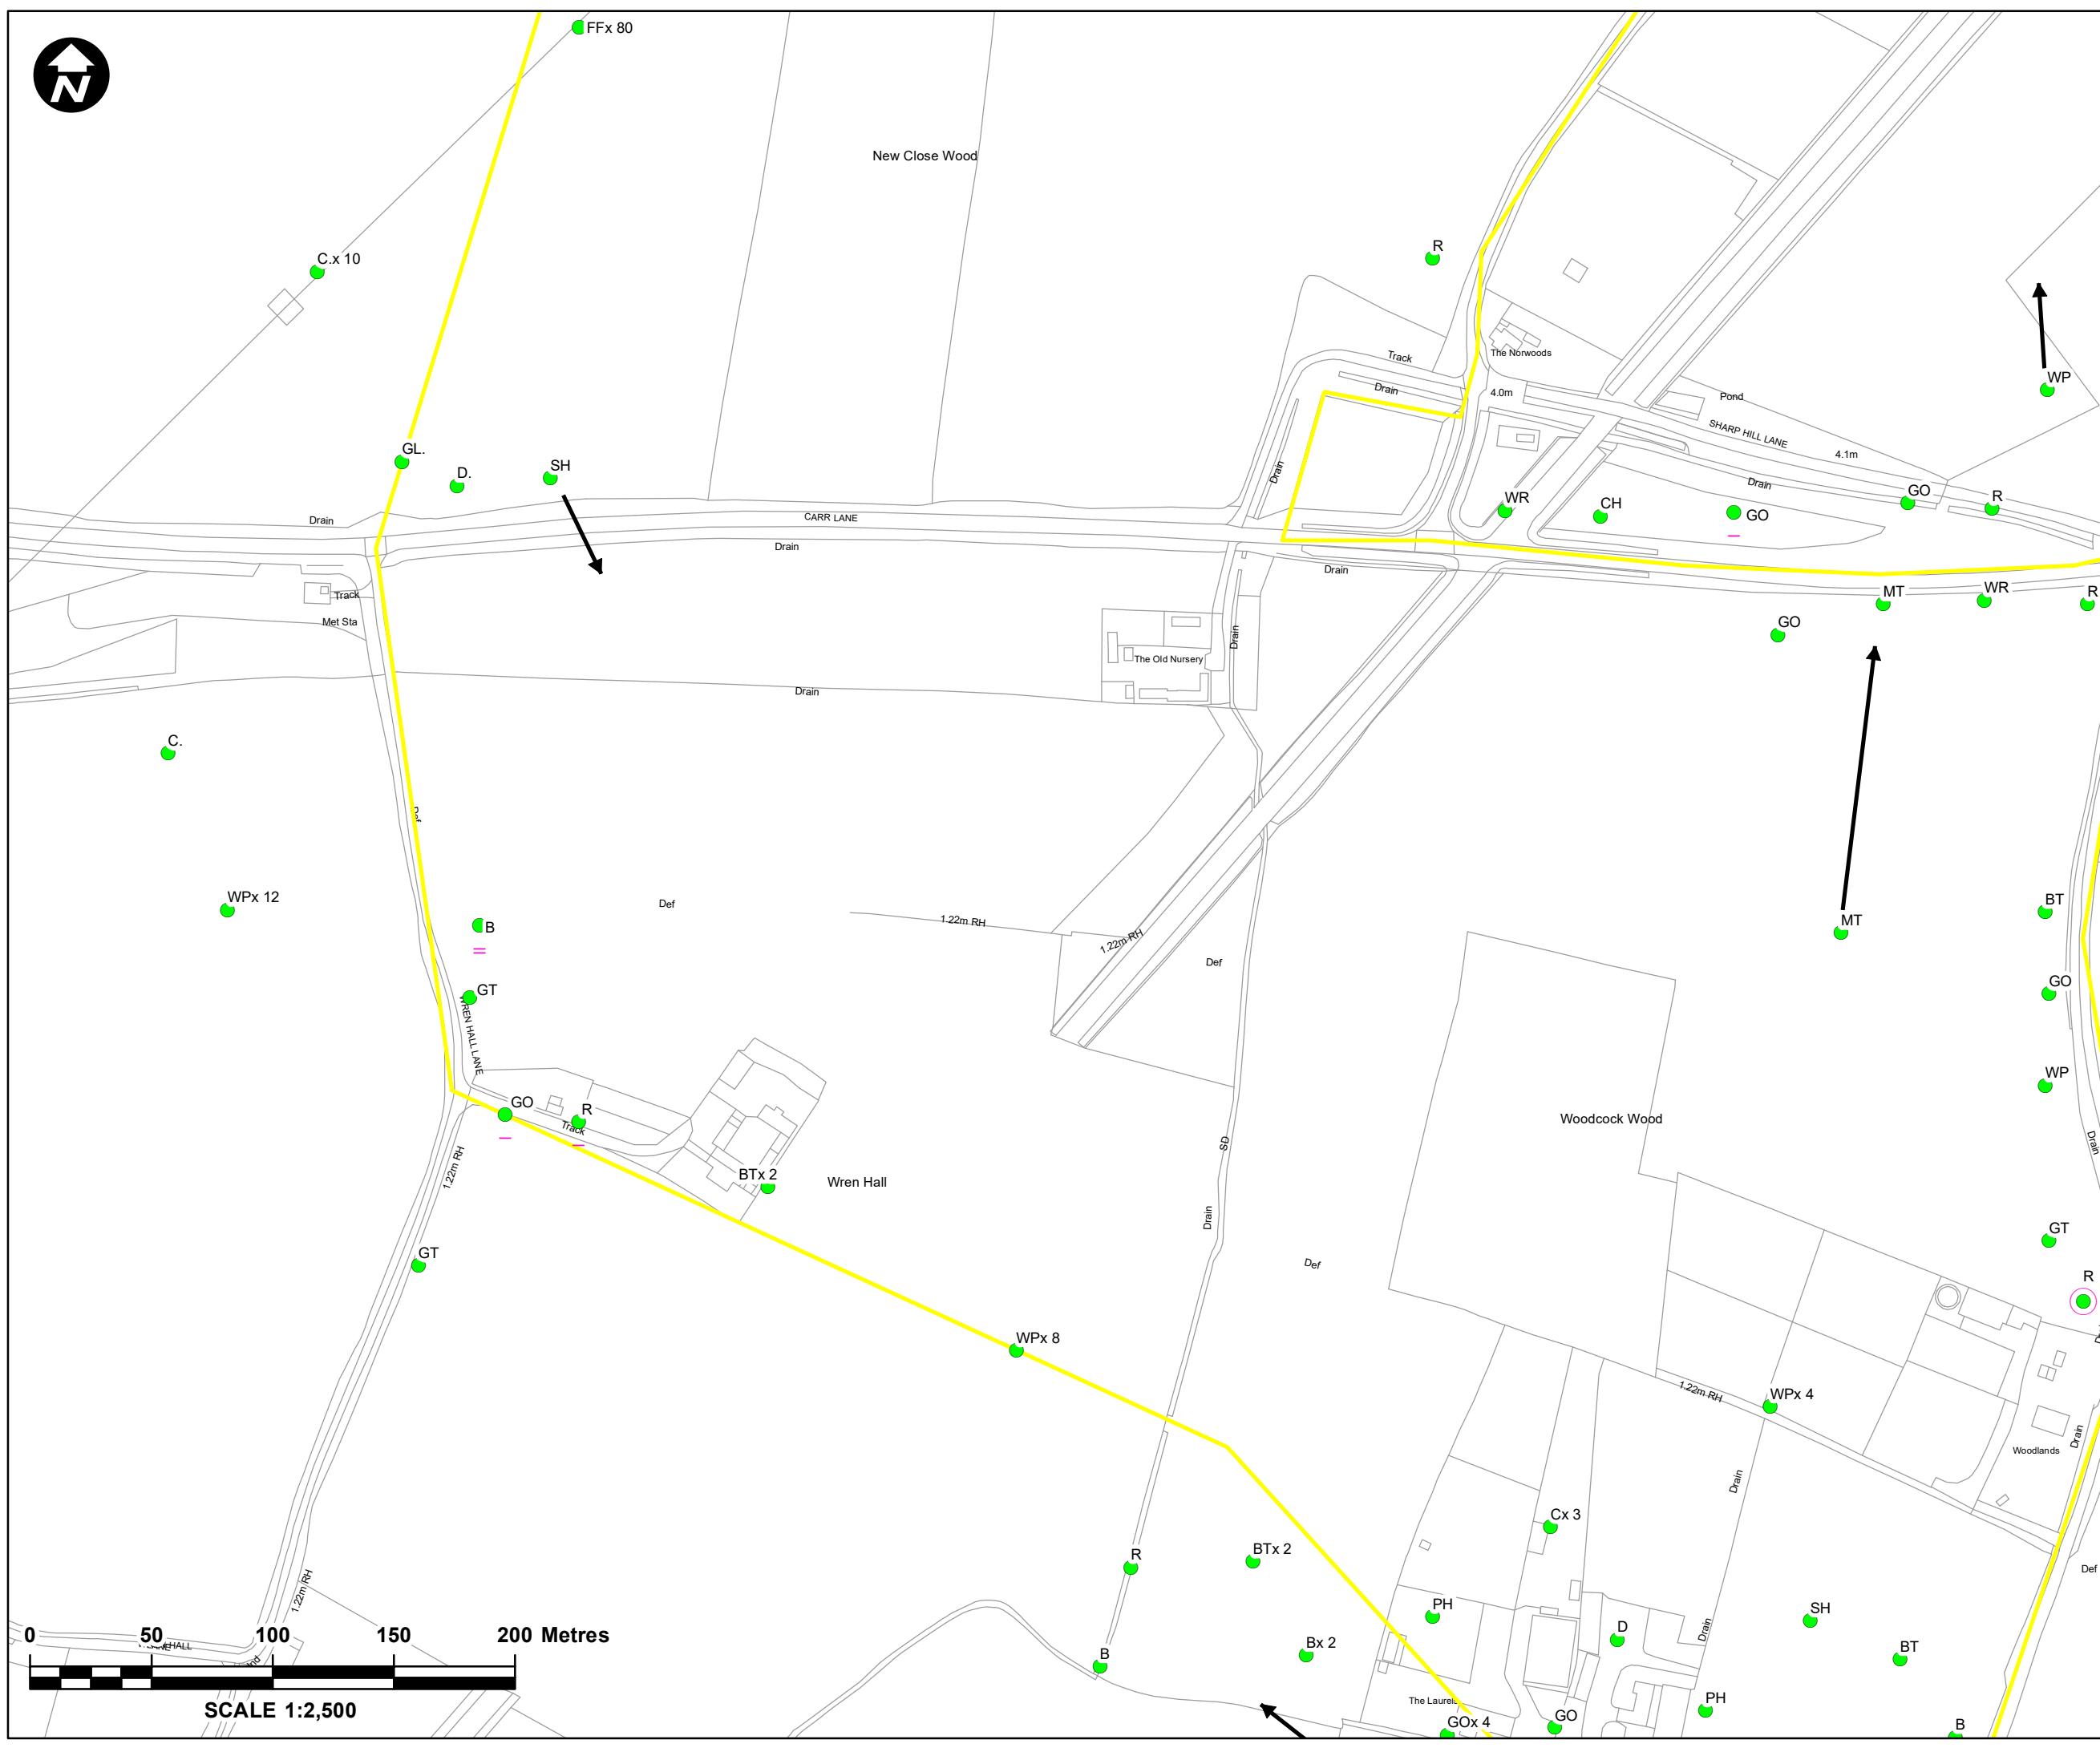 FFx 80
N
New Close Wood
R
C.x 10
Track
The Norwoods
Drain
4.0m
WP
Pond
SHARP HILL LANE
4.1m
GL.
D.
SH
Drain
Drain
WR
CH
GO
GO
R
Drain
CARR LANE
Drain
Drain
Track
Met Sta
MT
WR
R
GO
Drain
The Old Nursery
Drain
C.
Def
WPx 12
B
Def
1.22m RH
1.22m RH
Def
MT
BT
GT
GO
WREN HALL LANE
WP
GO
R
Track
Woodcock Wood
Drain
SD
1.22m RH
BTx 2
Wren Hall
Drain
GT
GT
Def
R
WPx 8
1.22m RH
WPx 4
Drain
Woodlands
Drain
Cx 3
R
BTx 2
Def
1.22m RH
PH
SH
D
Drain
0 50 100 150 200 Metres
B
Bx 2
BT
SCALE 1:2,500
The Laurels
PH
GOx 4
GO
B